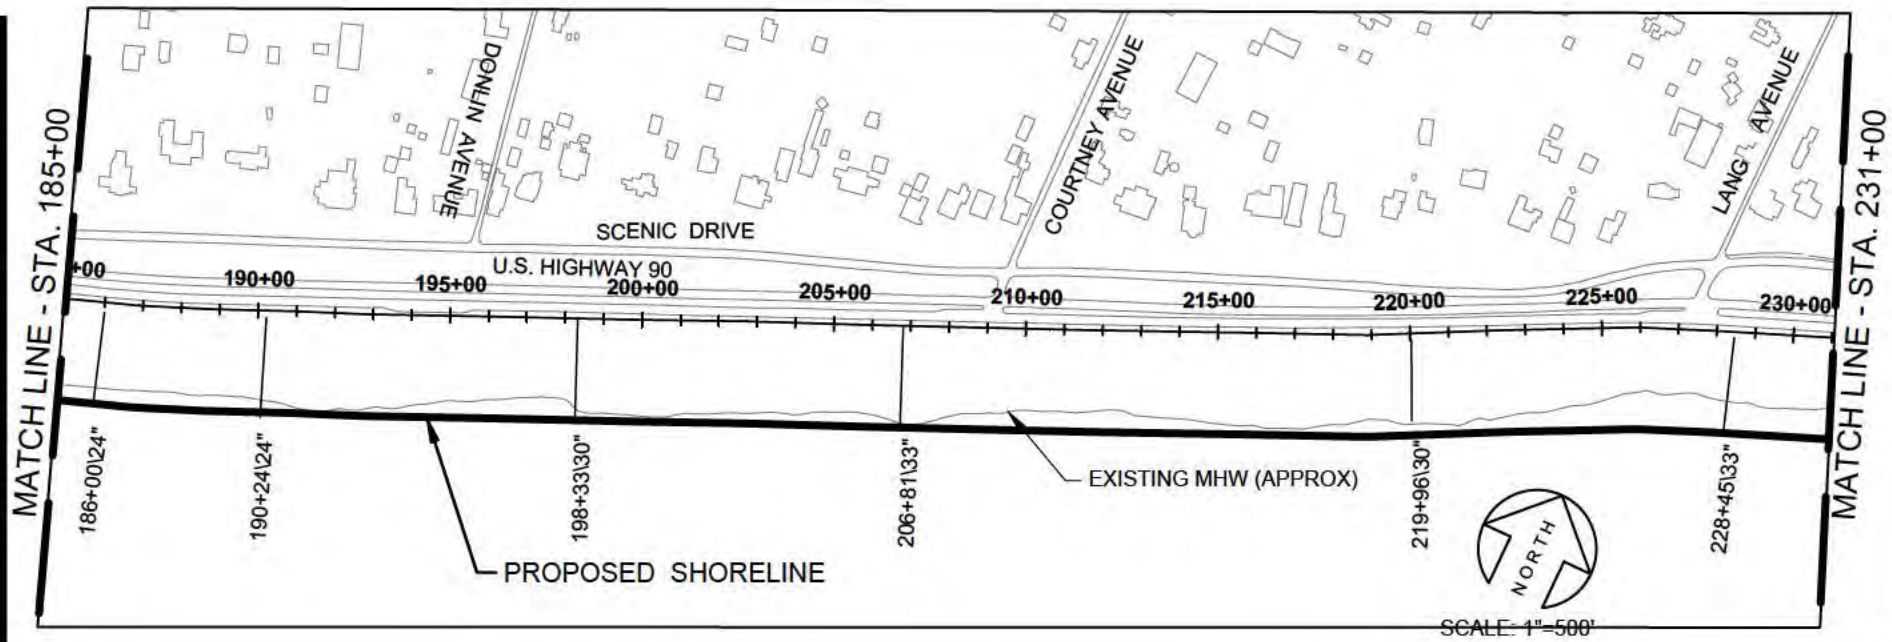 MATCH LINE - STA. 185+00
DONLIN AVENUE
COURTNEY AVENUE
LANG AVENUE
MATCH LINE - STA. 231+00
SCENIC DRIVE
U.S. HIGHWAY 90
+00
190+00
195+00
200+00
205+00
210+00
215+00
220+00
225+00
230+00
186+00\24"
190+24\24"
198+33\30"
206+81\33"
219+96\30"
228+45\33"
EXISTING MHW (APPROX)
PROPOSED SHORELINE
NORTH
SCALE: 1"=500'